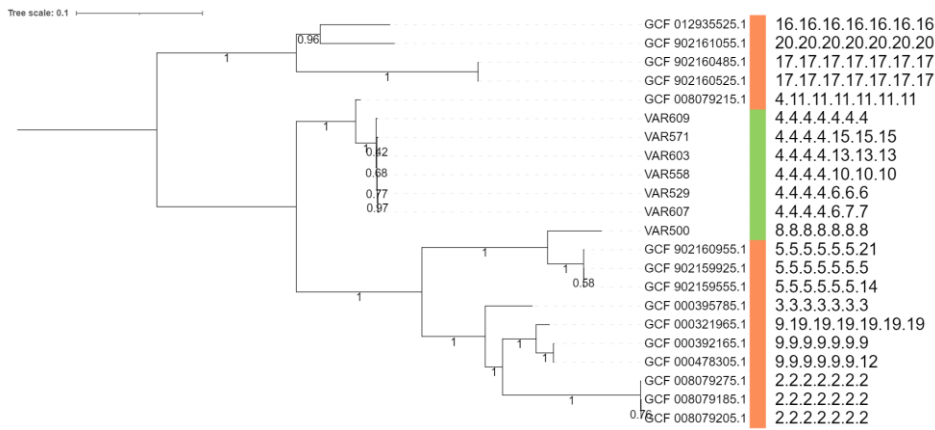 Tree scale: 0.1
GCF 012935525.1 16.16.16.16.16.16.16
0.96
GCF 902161055.1 20.20.20.20.20.20.20
1
GCF 902160485.1 17.17.17.17.17.17.17
1
GCF 902160525.1 17.17.17.17.17.17.17
GCF 008079215.1 4.11.11.11.11.11.11
VAR609 4.4.4.4.4.4.4
1
VAR571 4.4.4.4.15.15.15
1
0.42
VAR603 4.4.4.4.13.13.13
0.68
VAR558 4.4.4.4.10.10.10
0.77
VAR529 4.4.4.4.6.6.6
0.97
VAR607 4.4.4.4.6.7.7
VAR500 8.8.8.8.8.8.8
1
GCF 902160955.1 5.5.5.5.5.5.21
1
GCF 902159925.1 5.5.5.5.5.5.5
0.58
GCF 902159555.1 5.5.5.5.5.5.14
1
GCF 000395785.1 3.3.3.3.3.3.3
GCF 000321965.1 9.19.19.19.19.19.19
1
1
GCF 000392165.1 9.9.9.9.9.9.9
1
GCF 000478305.1 9.9.9.9.9.9.12
1
GCF 008079275.1 2.2.2.2.2.2.2
1
GCF 008079185.1 2.2.2.2.2.2.2
0.76
GCF 008079205.1 2.2.2.2.2.2.2